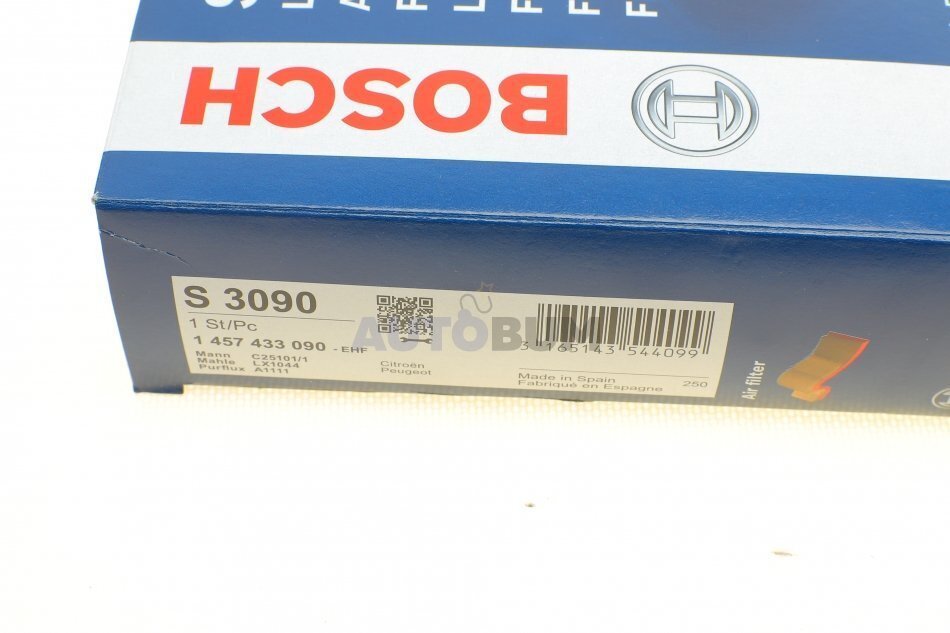 BOSCH
S 3090
1 St/Pc
1 457 433 090 - EHF
Mann C25101/1
Mahle LX1044
Purflux A1111
Citroën
Peugeot
3 165143 544099
Made in Spain
Fabriqué en Espagne
250
Air filter
AUTOBUM